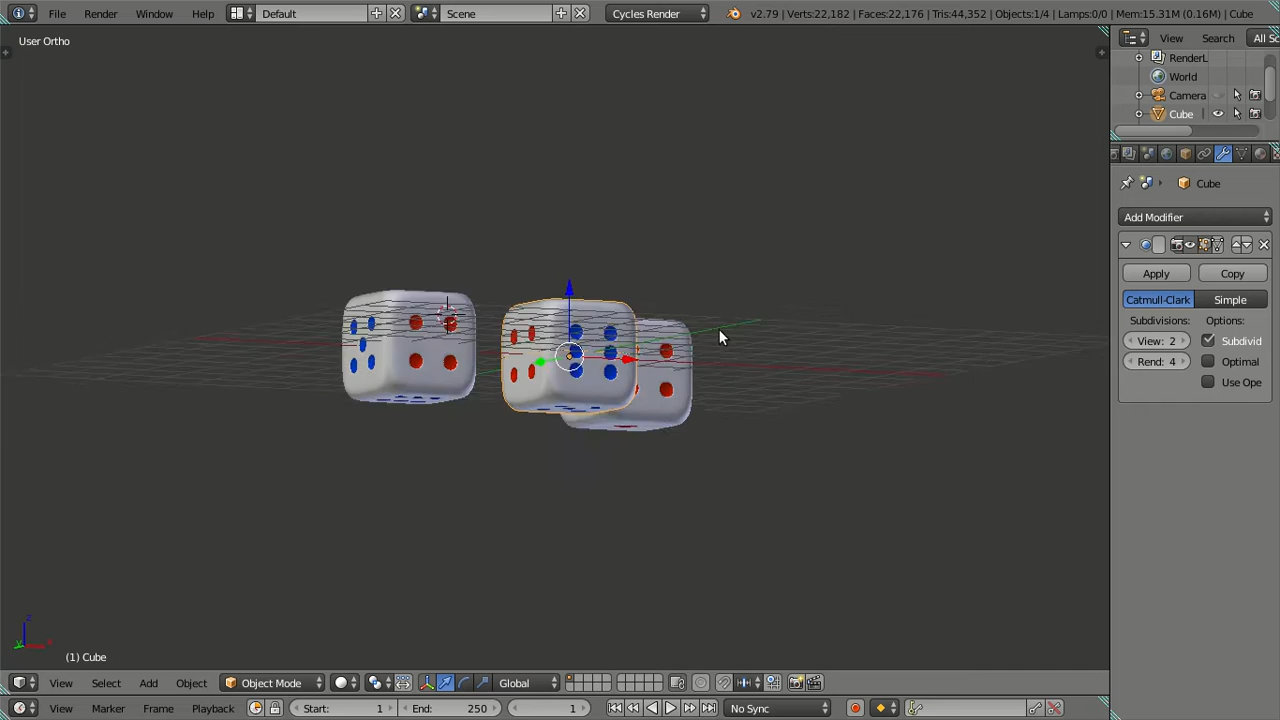 File Render Window Help Default Scene Cycles Render v2.79 | Verts:22,182 | Faces:22,176 | Tris:44,352 | Objects:1/4 | Lamps:0/0 | Mem:15.31M (0.16M) | Cube
User Ortho
View Search All Sc
RenderL
World
Camera
Cube
Cube
Add Modifier
Apply Copy
Catmull-Clark Simple
Subdivisions: Options:
View: 2 Subdivid
Rend: 4 Optimal
Use Ope
z
y x
(1) Cube
View Select Add Object Object Mode Global
View Marker Frame Playback Start: 1 End: 250 1 No Sync